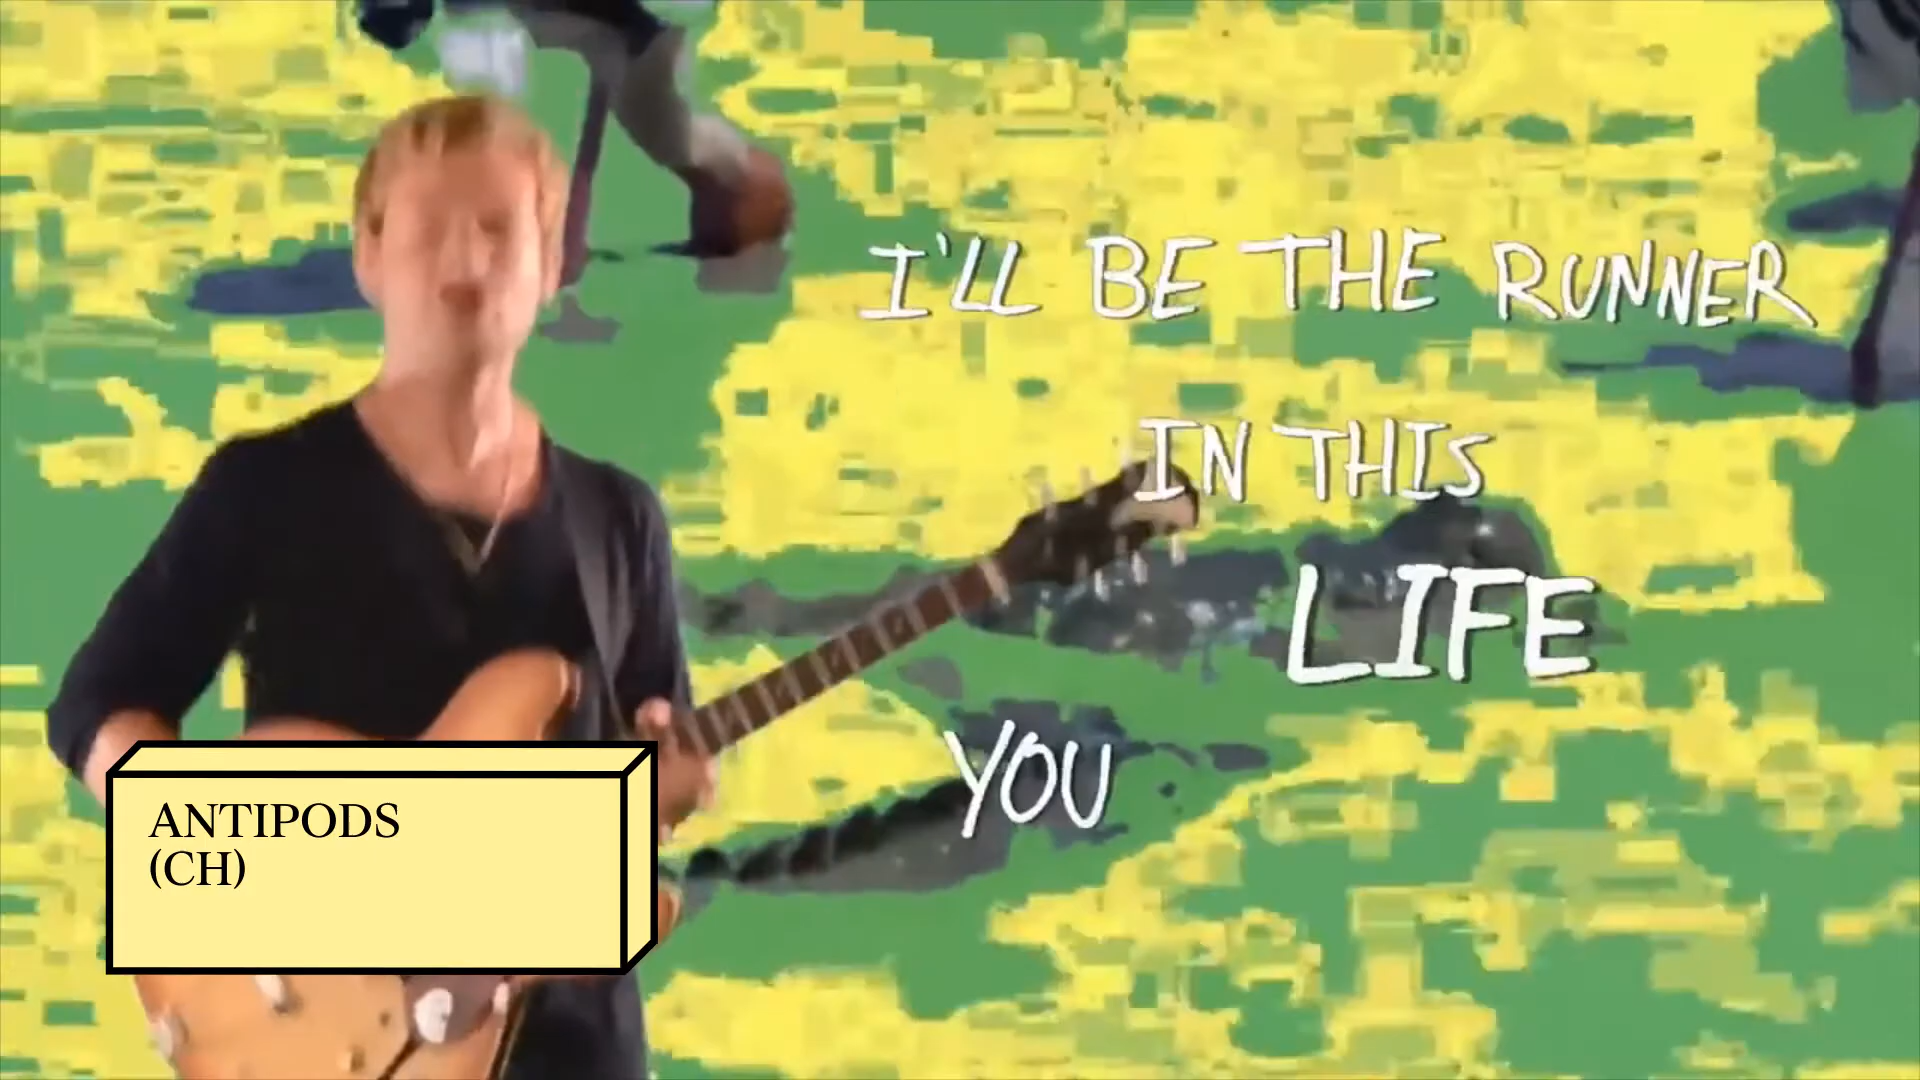 I'LL BE THE RUNNER
IN THIS
LIFE
YOU
ANTIPODS
(CH)